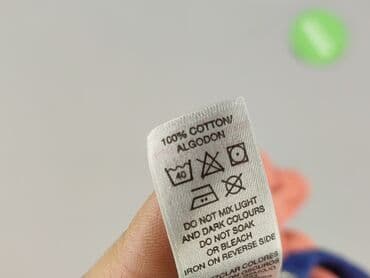 100% COTTON/
ALGODON
40
DO NOT MIX LIGHT
AND DARK COLOURS
DO NOT SOAK
OR BLEACH
IRON ON REVERSE SIDE
COLORES